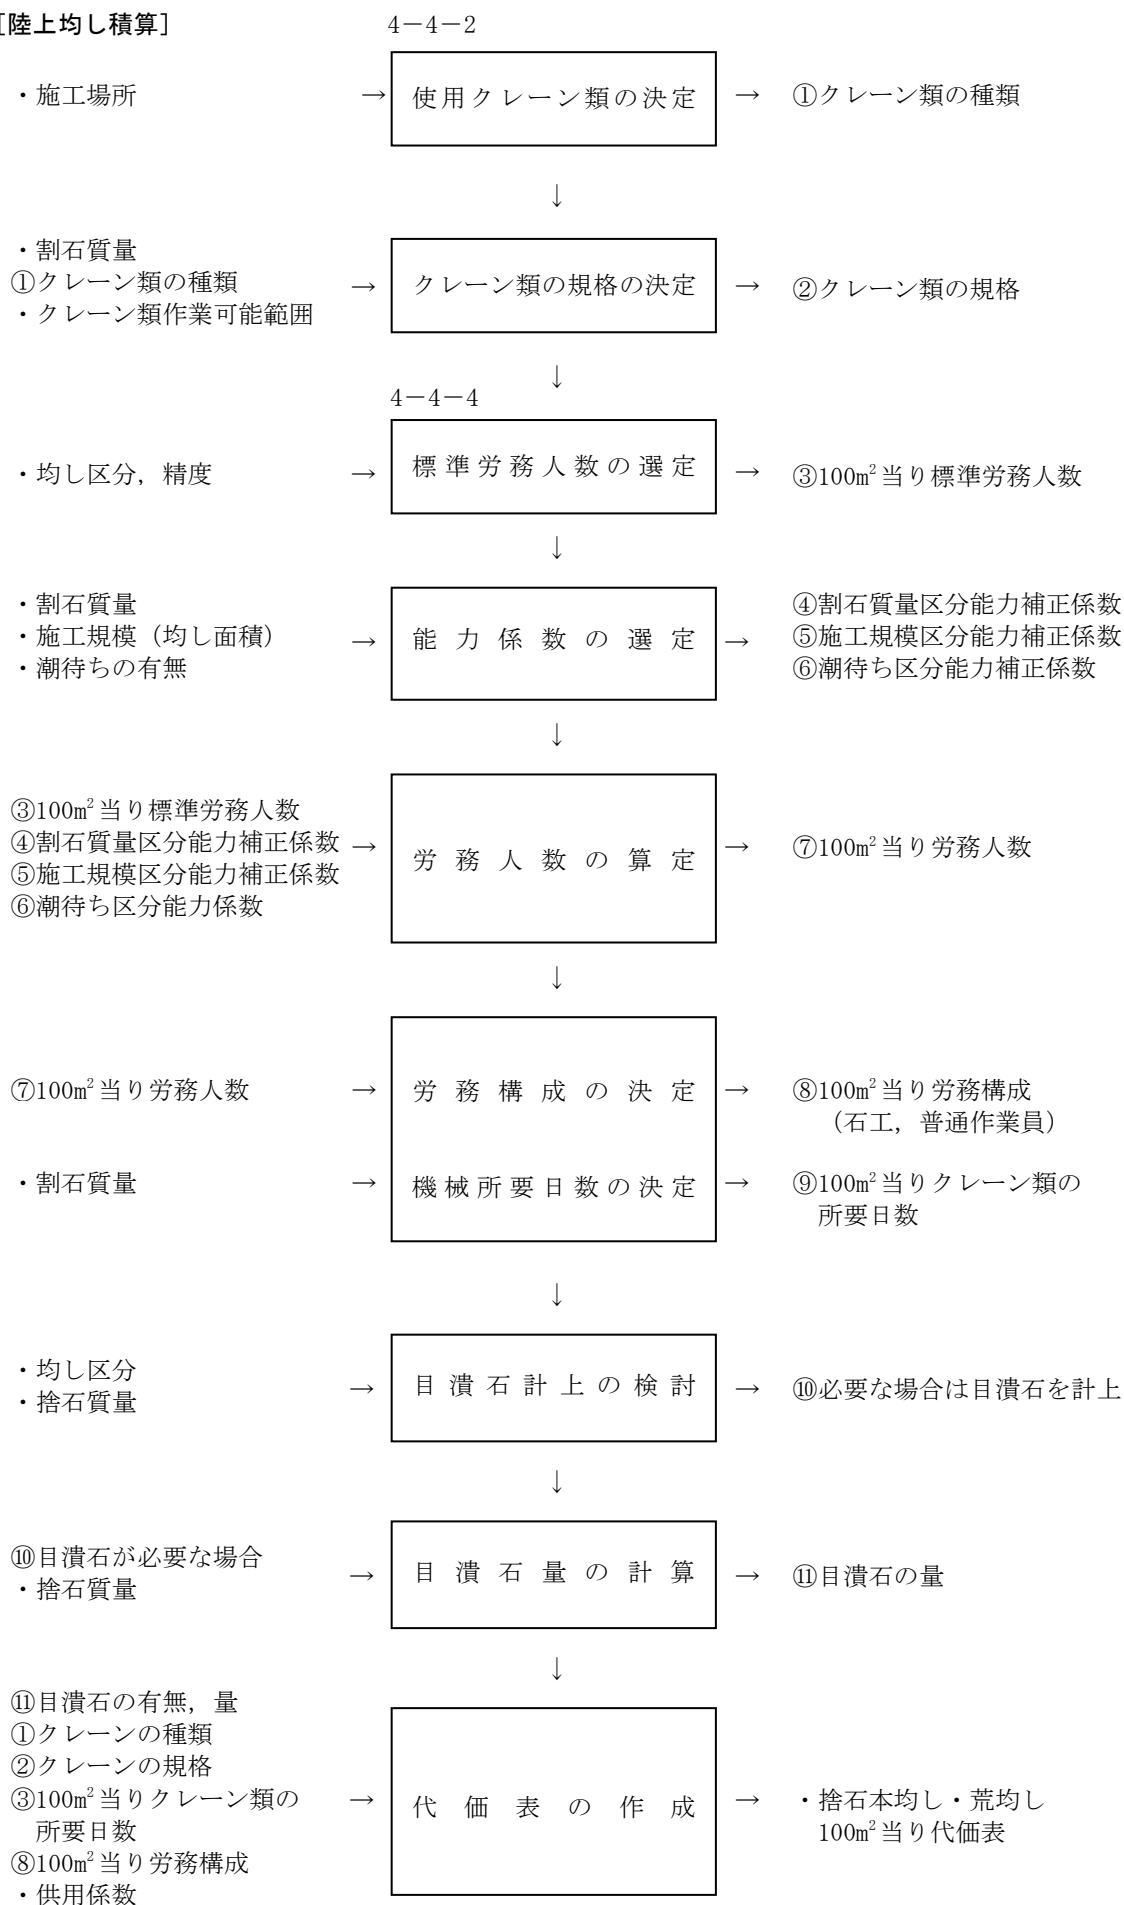 [陸上均し積算]
4－4－2
・施工場所 → 使用クレーン類の決定 → ①クレーン類の種類
↓
・割石質量
①クレーン類の種類 → クレーン類の規格の決定 → ②クレーン類の規格
・クレーン類作業可能範囲
↓
4－4－4
・均し区分，精度 → 標準労務人数の選定 → ③100m²当り標準労務人数
↓
・割石質量 ④割石質量区分能力補正係数
・施工規模（均し面積） → 能力係数の選定 → ⑤施工規模区分能力補正係数
・潮待ちの有無 ⑥潮待ち区分能力補正係数
↓
③100m²当り標準労務人数
④割石質量区分能力補正係数 → 労務人数の算定 → ⑦100m²当り労務人数
⑤施工規模区分能力補正係数
⑥潮待ち区分能力係数
↓
⑦100m²当り労務人数 → 労務構成の決定 → ⑧100m²当り労務構成
（石工，普通作業員）
・割石質量 → 機械所要日数の決定 → ⑨100m²当りクレーン類の
所要日数
↓
・均し区分
・捨石質量 → 目潰石計上の検討 → ⑩必要な場合は目潰石を計上
↓
⑩目潰石が必要な場合
・捨石質量 → 目潰石量の計算 → ⑪目潰石の量
↓
⑪目潰石の有無，量
①クレーンの種類
②クレーンの規格
③100m²当りクレーン類の → 代価表の作成 → ・捨石本均し・荒均し
所要日数 100m²当り代価表
⑧100m²当り労務構成
・供用係数